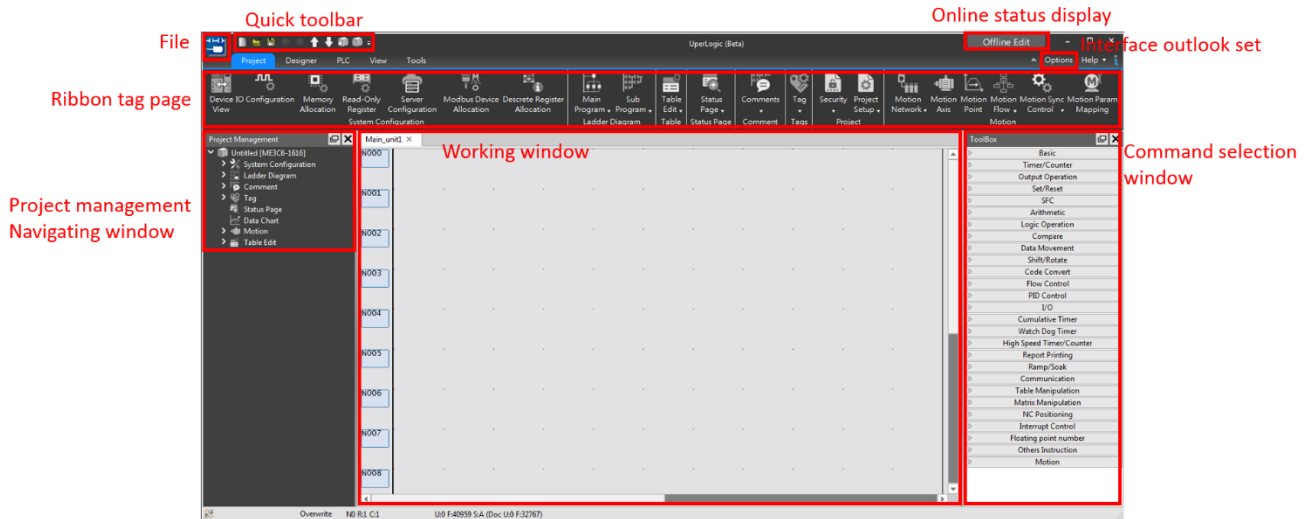 Quick toolbar
Online status display
File
UperLogic (Beta)
Offline Edit
Interface outlook set
Project Designer PLC View Tools
Options Help
Ribbon tag page
Device IO Configuration Memory Read-Only Server Modbus Device Descrete Register Main Sub Table Status Comments Tag Security Project Motion Motion Motion Motion Motion Sync Motion Param
View Allocation Register Configuration Allocation Allocation Program Program Edit Page Setup Network Axis Point Flow Control Mapping
System Configuration Ladder Diagram Table Status Page Comment Tags Project Motion
Project Management
Main_unit1
ToolBox
Working window
Command selection
window
Project management
Navigating window
Untitled [ME3C6-1616]
System Configuration
Ladder Diagram
Comment
Tag
Status Page
Data Chart
Motion
Table Edit
N000
N001
N002
N003
N004
N005
N006
N007
N008
Basic
Timer/Counter
Output Operation
Set/Reset
SFC
Arithmetic
Logic Operation
Compare
Data Movement
Shift/Rotate
Code Convert
Flow Control
PID Control
I/O
Cumulative Timer
Watch Dog Timer
High Speed Timer/Counter
Report Printing
Ramp/Soak
Communication
Table Manipulation
Matrix Manipulation
NC Positioning
Interrupt Control
Floating point number
Others Instruction
Motion
Overwrite N0 R:1 C:1 U:0 F:40959 S:A (Doc U:0 F:32767)